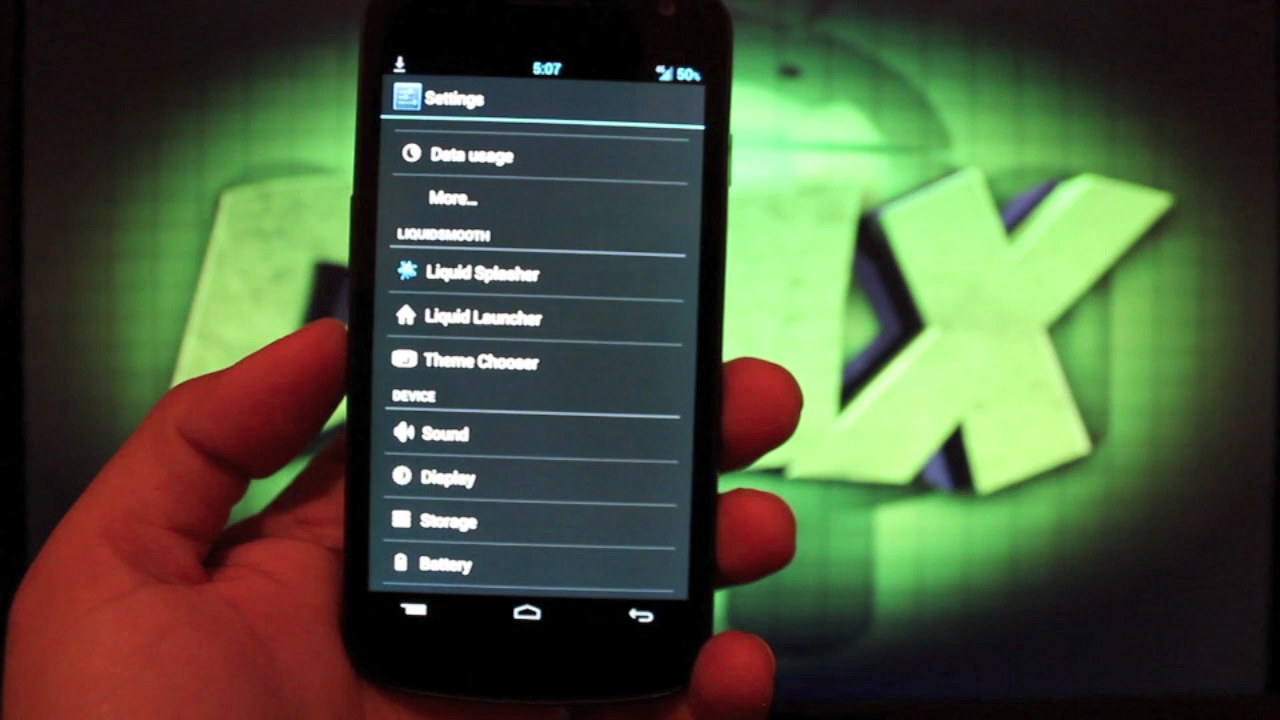 5:07
50%
Settings
Data usage
More...
LIQUIDSMOOTH
Liquid Splasher
Liquid Launcher
Theme Chooser
DEVICE
Sound
Display
Storage
Battery
X